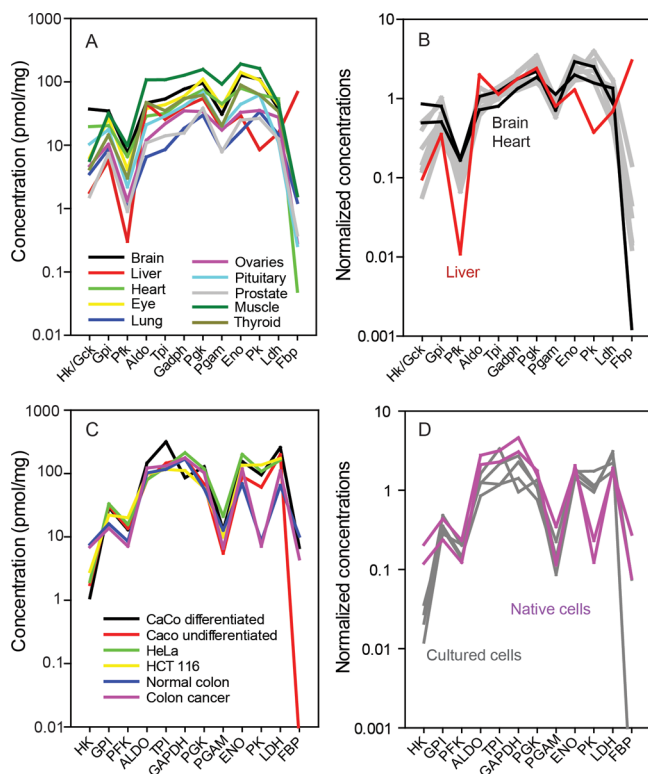 A
Concentration (pmol/mg)
1000
100
10
1
0.1
0.01
Brain
Liver
Heart
Eye
Lung
Ovaries
Pituitary
Prostate
Muscle
Thyroid
Hk/Gck
Gpi
Pfk
Aldo
Tpi
Gadph
Pgk
Pgam
Eno
Pk
Ldh
Fbp
B
Normalized concentrations
10
1
0.1
0.01
0.001
Brain
Heart
Liver
Hk/Gck
Gpi
Pfk
Aldo
Tpi
Gadph
Pgk
Pgam
Eno
Pk
Ldh
Fbp
C
Concentration (pmol/mg)
1000
100
10
1
0.1
0.01
CaCo differentiated
Caco undifferentiated
HeLa
HCT 116
Normal colon
Colon cancer
HK
GPI
PFK
ALDO
TPI
GAPDH
PGK
PGAM
ENO
PK
LDH
FBP
D
Normalized concentrations
10
1
0.1
0.01
0.001
Native cells
Cultured cells
HK
GPI
PFK
ALDO
TPI
GAPDH
PGK
PGAM
ENO
PK
LDH
FBP